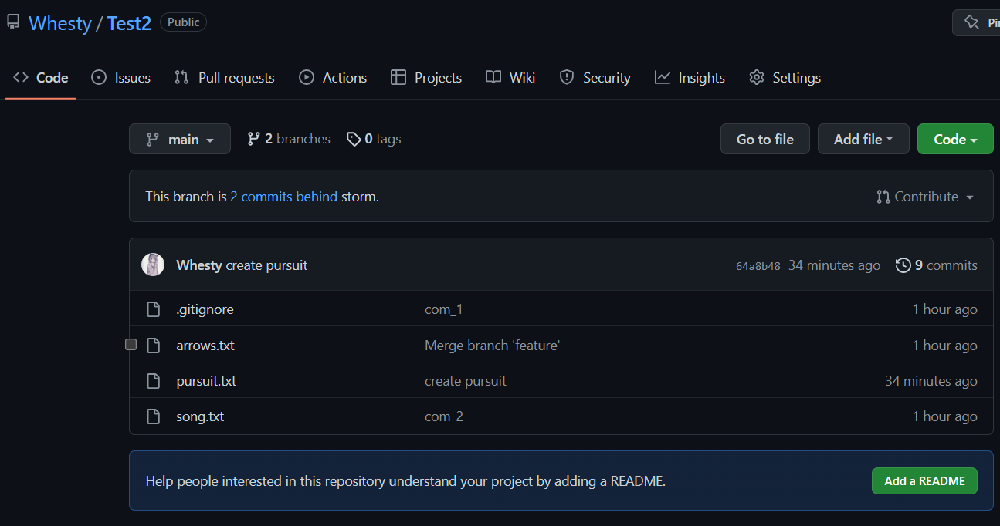 Whesty / Test2 Public
Code Issues Pull requests Actions Projects Wiki Security Insights Settings
main 2 branches 0 tags Go to file Add file Code
This branch is 2 commits behind storm. Contribute
Whesty create pursuit 64a8b48 34 minutes ago 9 commits
.gitignore com_1 1 hour ago
arrows.txt Merge branch 'feature' 1 hour ago
pursuit.txt create pursuit 34 minutes ago
song.txt com_2 1 hour ago
Help people interested in this repository understand your project by adding a README. Add a README